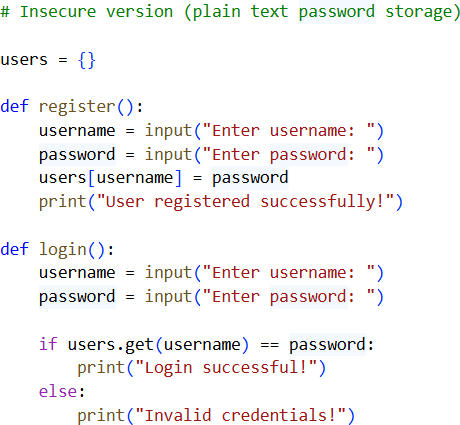 # Insecure version (plain text password storage)
users = {}
def register():
    username = input("Enter username: ")
    password = input("Enter password: ")
    users[username] = password
    print("User registered successfully!")
def login():
    username = input("Enter username: ")
    password = input("Enter password: ")
    if users.get(username) == password:
        print("Login successful!")
    else:
        print("Invalid credentials!")